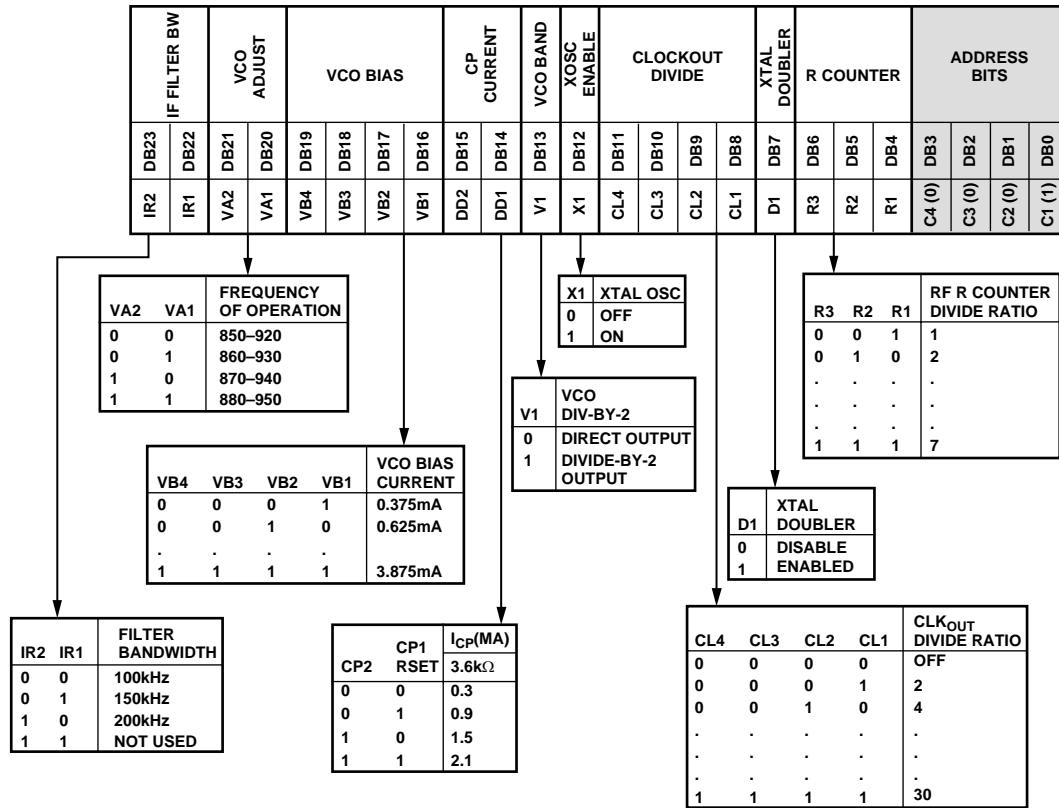 IF FILTER BW
VCO
ADJUST
VCO BIAS
CP
CURRENT
VCO BAND
XOSC
ENABLE
CLOCKOUT
DIVIDE
XTAL
DOUBLER
R COUNTER
ADDRESS
BITS
DB23 DB22 DB21 DB20 DB19 DB18 DB17 DB16 DB15 DB14 DB13 DB12 DB11 DB10 DB9 DB8 DB7 DB6 DB5 DB4 DB3 DB2 DB1 DB0
IR2 IR1 VA2 VA1 VB4 VB3 VB2 VB1 DD2 DD1 V1 X1 CL4 CL3 CL2 CL1 D1 R3 R2 R1 C4 (0) C3 (0) C2 (0) C1 (1)
VA2 VA1 FREQUENCY
OF OPERATION
0 0 850–920
0 1 860–930
1 0 870–940
1 1 880–950
X1 XTAL OSC
0 OFF
1 ON
R3 R2 R1 RF R COUNTER
DIVIDE RATIO
0 0 1 1
0 1 0 2
. . . .
. . . .
. . . .
1 1 1 7
V1 VCO
DIV-BY-2
0 DIRECT OUTPUT
1 DIVIDE-BY-2
OUTPUT
VB4 VB3 VB2 VB1 VCO BIAS
CURRENT
0 0 0 1 0.375mA
0 0 1 0 0.625mA
. . . .
1 1 1 1 3.875mA
D1 XTAL
DOUBLER
0 DISABLE
1 ENABLED
IR2 IR1 FILTER
BANDWIDTH
0 0 100kHz
0 1 150kHz
1 0 200kHz
1 1 NOT USED
CP2 CP1
RSET
I_CP(MA)
3.6kΩ
0 0 0.3
0 1 0.9
1 0 1.5
1 1 2.1
CL4 CL3 CL2 CL1 CLK_OUT
DIVIDE RATIO
0 0 0 0 OFF
0 0 0 1 2
0 0 1 0 4
. . . . .
. . . . .
. . . . .
1 1 1 1 30